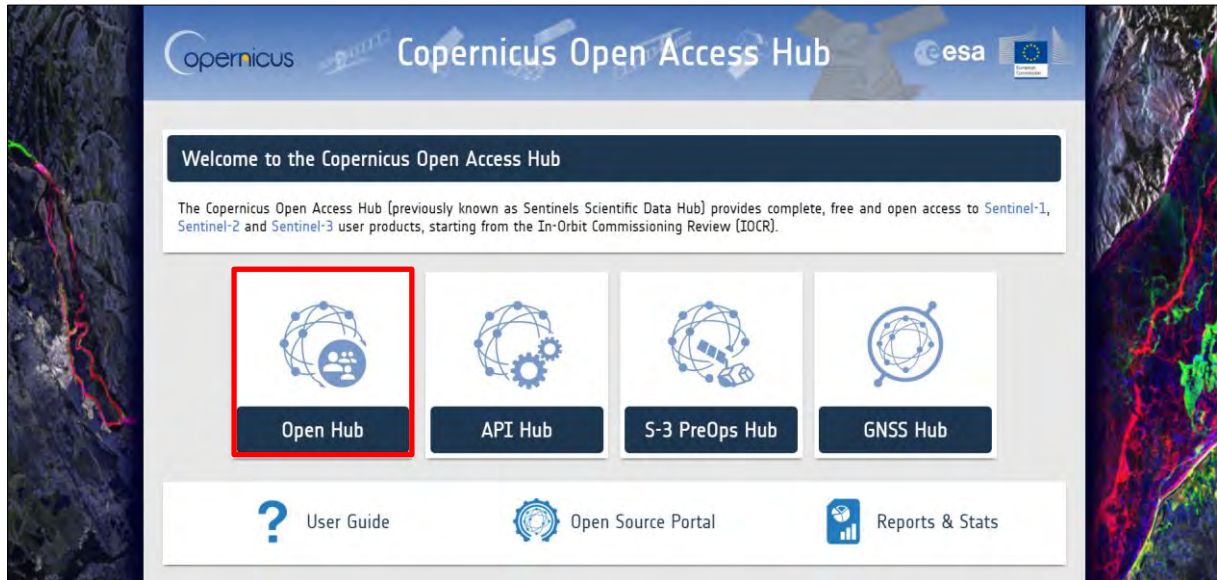 opernicus
Copernicus Open Access Hub
esa
European
Commission
Welcome to the Copernicus Open Access Hub
The Copernicus Open Access Hub (previously known as Sentinels Scientific Data Hub) provides complete, free and open access to Sentinel-1,
Sentinel-2 and Sentinel-3 user products, starting from the In-Orbit Commissioning Review (IOCR).
Open Hub
API Hub
S-3 PreOps Hub
GNSS Hub
? User Guide
Open Source Portal
Reports & Stats